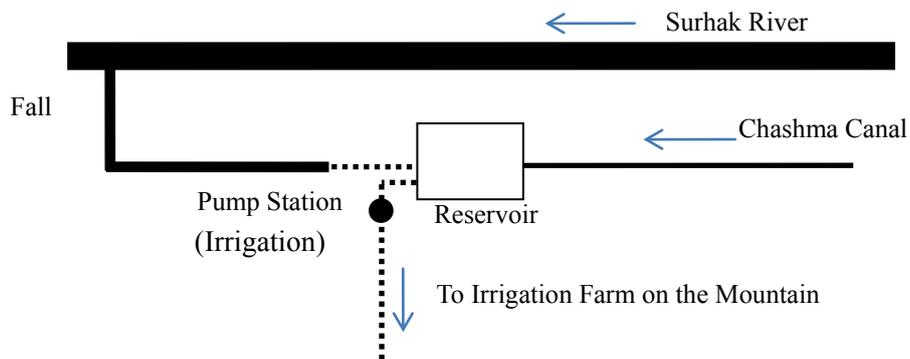 Surhak River
Fall
Chashma Canal
Pump Station
Reservoir
(Irrigation)
To Irrigation Farm on the Mountain